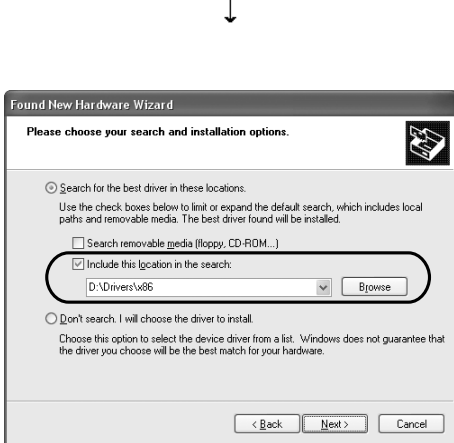 Found New Hardware Wizard
Please choose your search and installation options.
Search for the best driver in these locations.
Use the check boxes below to limit or expand the default search, which includes local
paths and removable media. The best driver found will be installed.
Search removable media (floppy, CD-ROM...)
Include this location in the search:
D:\Drivers\x86
Browse
Don't search. I will choose the driver to install.
Choose this option to select the device driver from a list. Windows does not guarantee that
the driver you choose will be the best match for your hardware.
< Back
Next >
Cancel